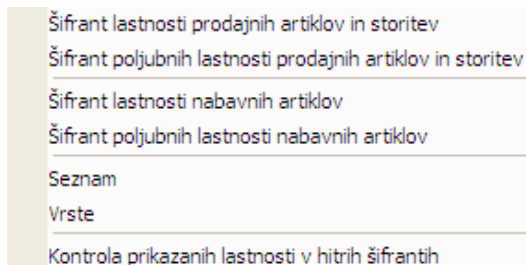 Šifrant lastnosti prodajnih artiklov in storitev
Šifrant poljubnih lastnosti prodajnih artiklov in storitev
Šifrant lastnosti nabavnih artiklov
Šifrant poljubnih lastnosti nabavnih artiklov
Seznam
Vrste
Kontrola prikazanih lastnosti v hitrih šifrantih